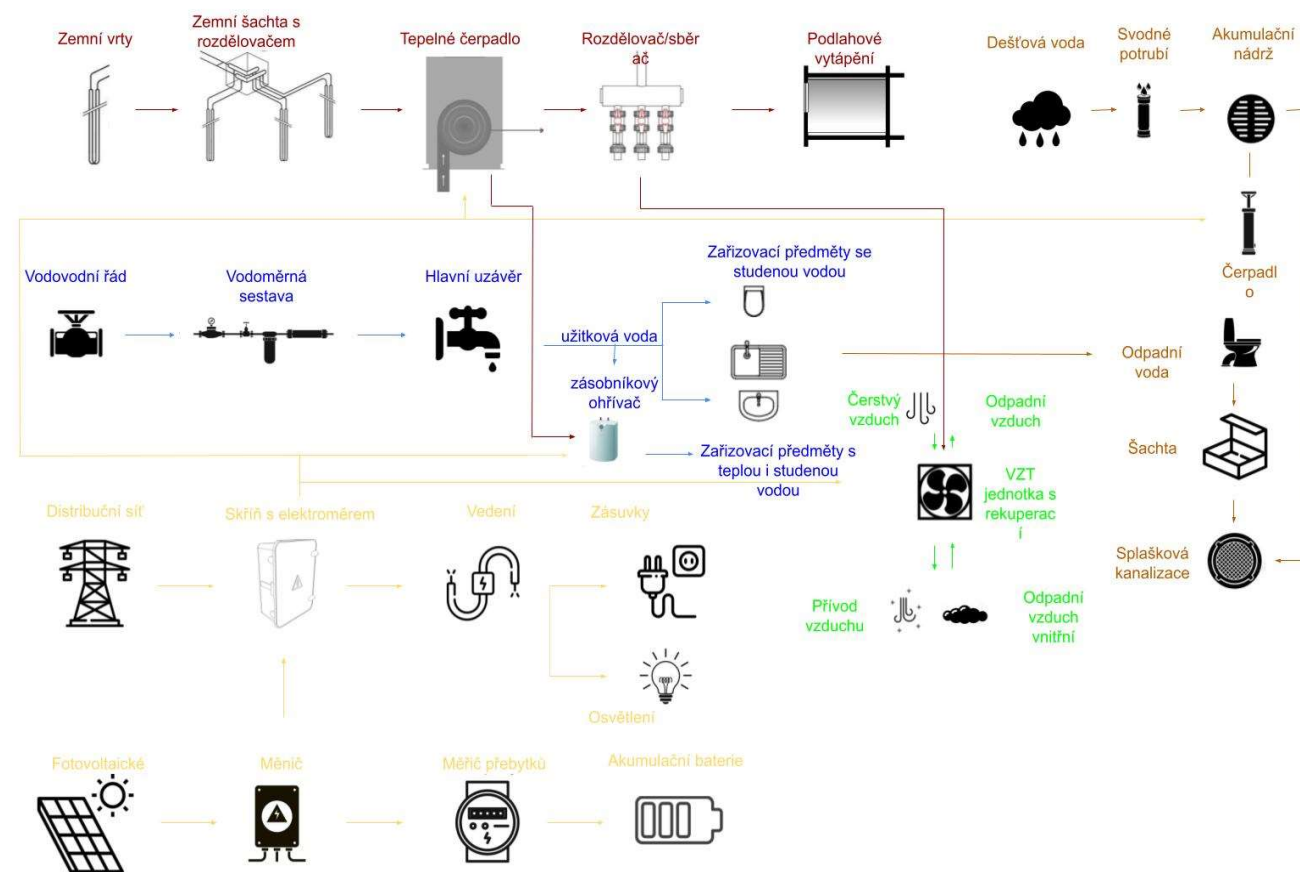 Zemní vrty
Zemní šachta s
rozdělovačem
Tepelné čerpadlo
Rozdělovač/sběr
ač
Podlahové
vytápění
Dešťová voda
Svodné
potrubí
Akumulační
nádrž
Čerpadl
o
Vodovodní řád
Vodoměrná
sestava
Hlavní uzávěr
užitková voda
zásobníkový
ohřívač
Zařizovací předměty se
studenou vodou
Zařizovací předměty s
teplou i studenou
vodou
Odpadní
voda
Šachta
Splašková
kanalizace
Čerstvý
vzduch
Odpadní
vzduch
VZT
jednotka s
rekuperac
í
Přívod
vzduchu
Odpadní
vzduch
vnitřní
Distribuční síť
Skříň s elektroměrem
Vedení
Zásuvky
Osvětlení
Fotovoltaické
Měnič
Měřič přebytků
Akumulační baterie